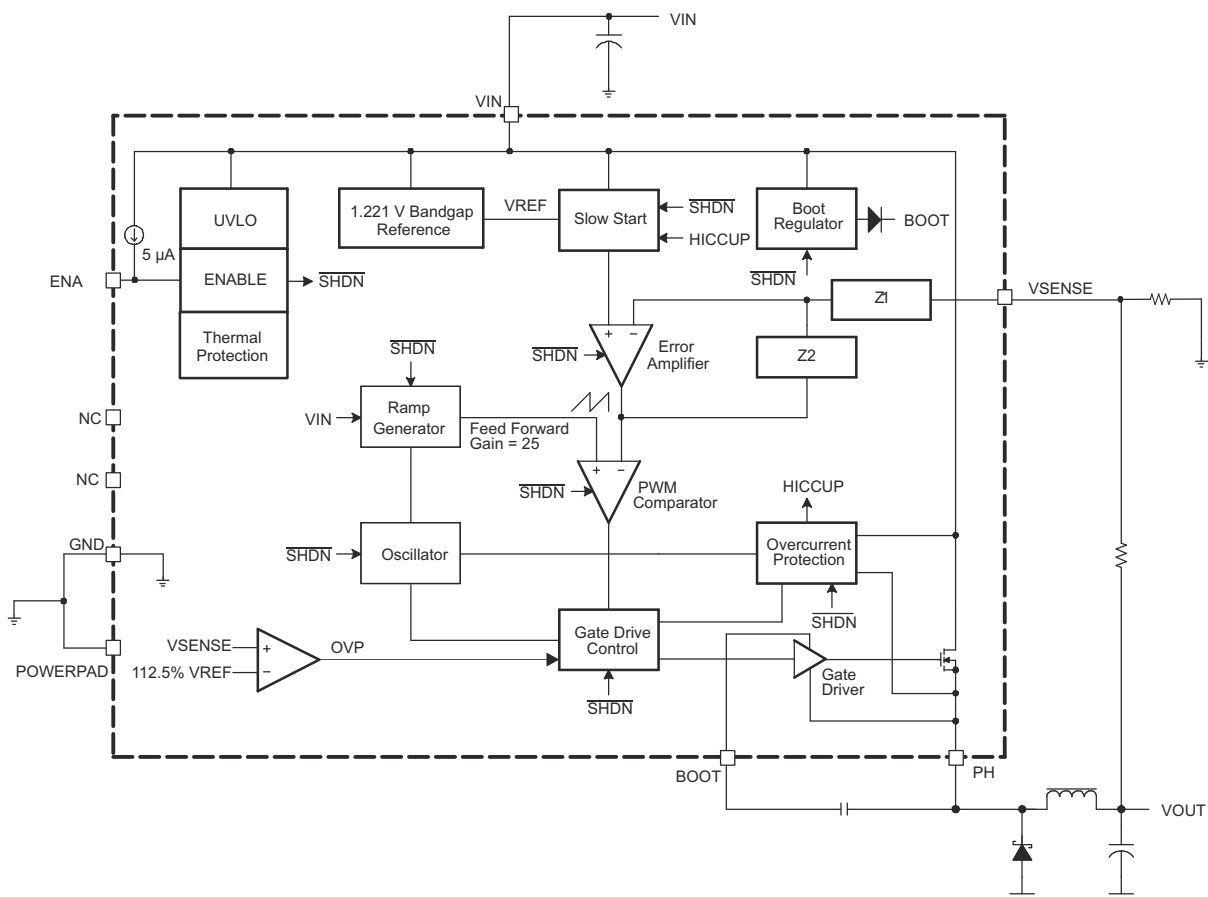 VIN
VIN
UVLO
1.221 V Bandgap
Reference
VREF
Slow Start
SHDN
HICCUP
Boot
Regulator
BOOT
5 µA
ENA
ENABLE
SHDN
SHDN
Z1
VSENSE
Thermal
Protection
SHDN
+ −
Error
Amplifier
Z2
SHDN
NC
VIN
Ramp
Generator
Feed Forward
Gain = 25
NC
SHDN
+ −
PWM
Comparator
HICCUP
GND
SHDN
Oscillator
Overcurrent
Protection
SHDN
POWERPAD
VSENSE
112.5% VREF
+
−
OVP
Gate Drive
Control
SHDN
Gate
Driver
BOOT
PH
VOUT